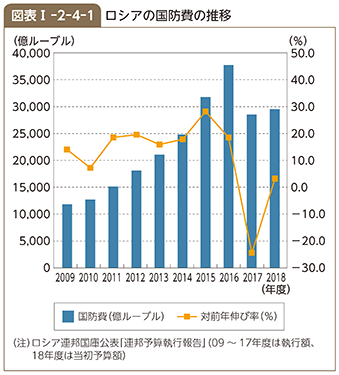 図表Ⅰ-2-4-1 ロシアの国防費の推移
(億ルーブル) (%)
40,000 50.0
35,000 40.0
30,000 30.0
25,000 20.0
20,000 10.0
15,000 0.0
10,000 −10.0
5,000 −20.0
0 −30.0
2009 2010 2011 2012 2013 2014 2015 2016 2017 2018
(年度)
国防費(億ルーブル) 対前年伸び率(%)
(注)ロシア連邦国庫公表「連邦予算執行報告」(09 ~ 17年度は執行額、
18年度は当初予算額)